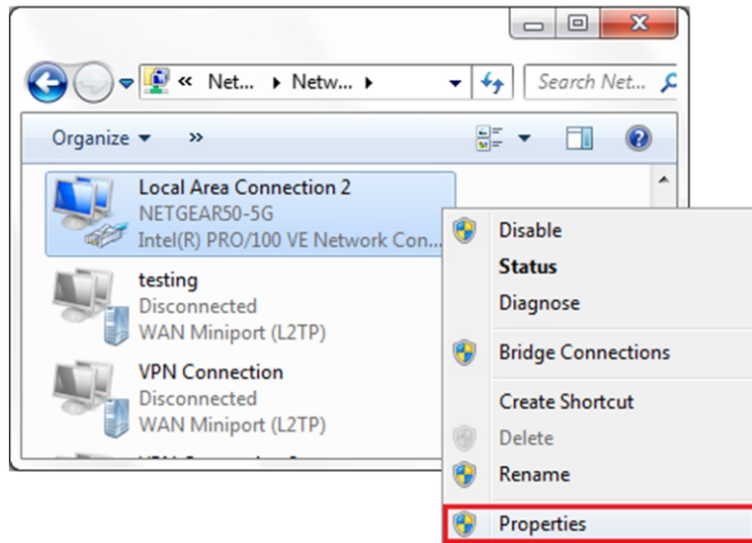 « Net... Netw...
Search Net...
Organize »
Local Area Connection 2
NETGEAR50-5G
Intel(R) PRO/100 VE Network Con...
testing
Disconnected
WAN Miniport (L2TP)
VPN Connection
Disconnected
WAN Miniport (L2TP)
Disable
Status
Diagnose
Bridge Connections
Create Shortcut
Delete
Rename
Properties